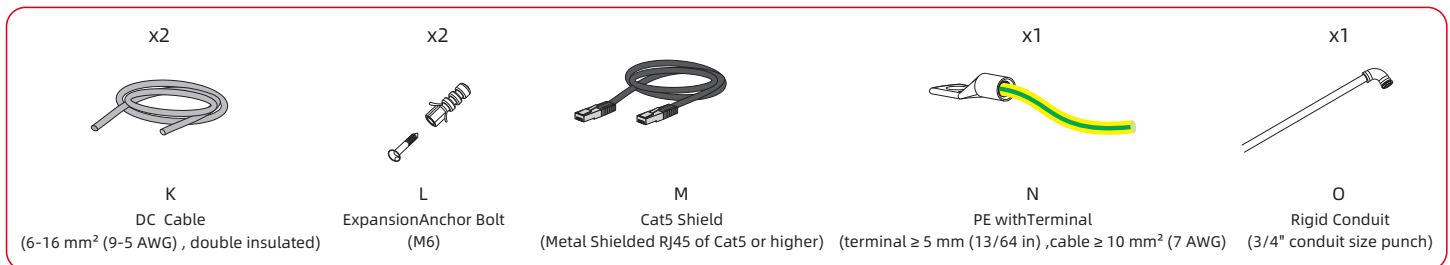 x2
x2
x1
x1
K
L
M
N
O
DC Cable
ExpansionAnchor Bolt
Cat5 Shield
PE withTerminal
Rigid Conduit
(6-16 mm² (9-5 AWG) , double insulated)
(M6)
(Metal Shielded RJ45 of Cat5 or higher)
(terminal ≥ 5 mm (13/64 in) ,cable ≥ 10 mm² (7 AWG)
(3/4" conduit size punch)